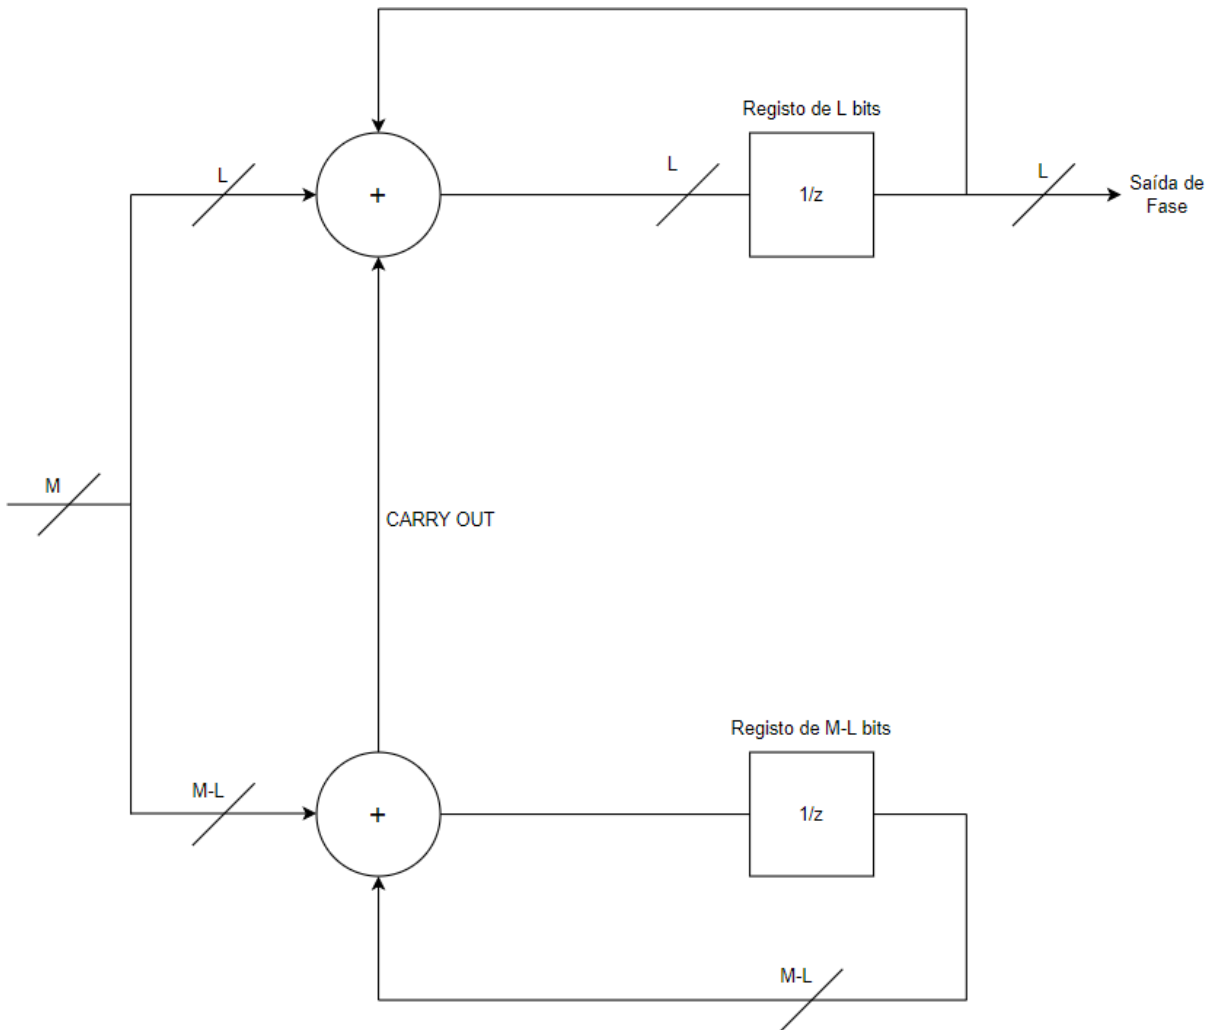 Registo de L bits
L
+
L
1/z
L
Saída de
Fase
M
CARRY OUT
Registo de M-L bits
M-L
+
1/z
M-L